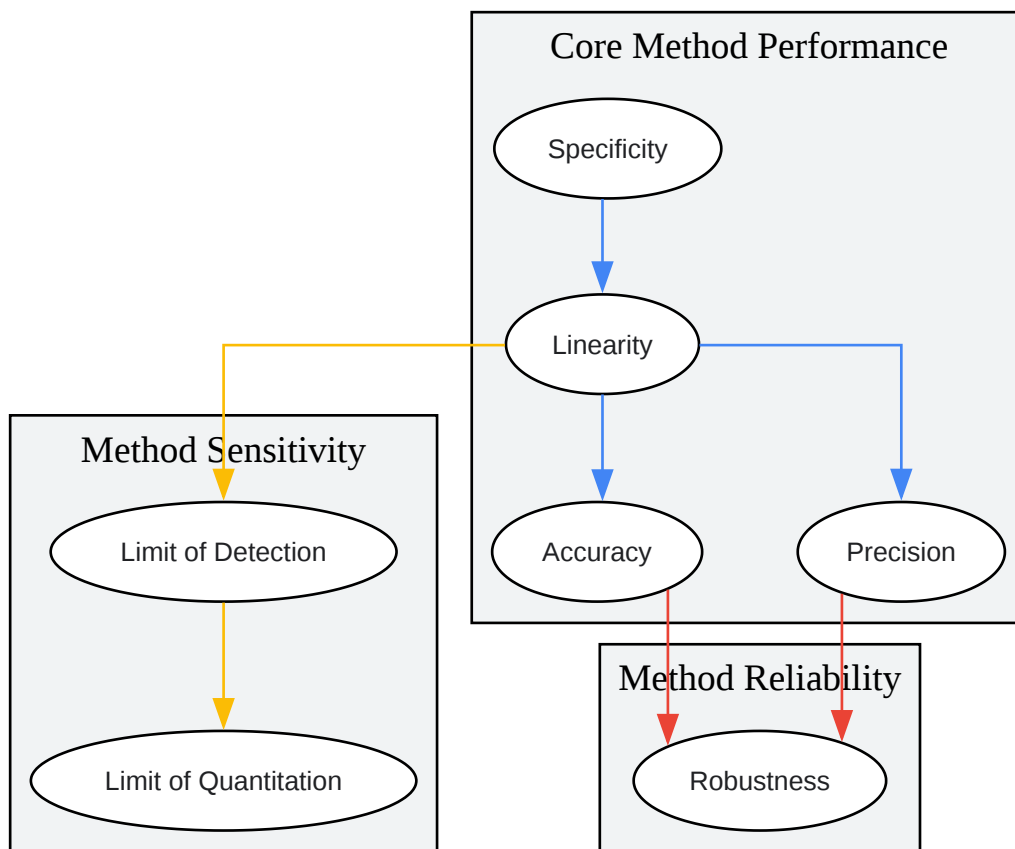 Core Method Performance
Specificity
Linearity
Method Sensitivity
Limit of Detection
Accuracy
Precision
Method Reliability
Limit of Quantitation
Robustness